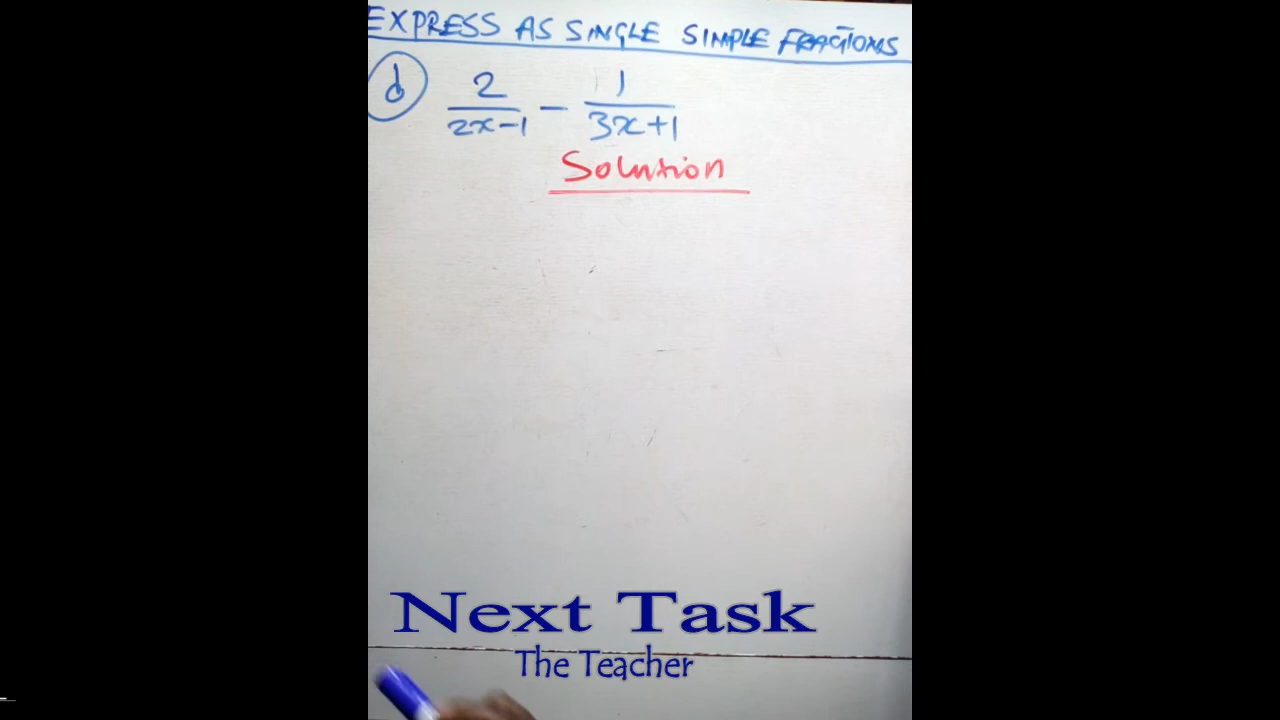 EXPRESS AS SINGLE SIMPLE FRACTIONS
d 2/2x-1 - 1/3x+1
Solution
Next Task
The Teacher